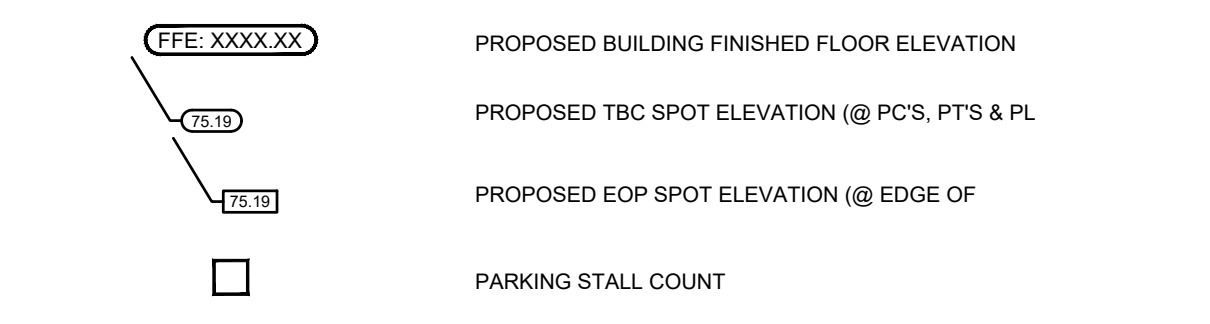 FFE: XXXX.XX PROPOSED BUILDING FINISHED FLOOR ELEVATION
75.19 PROPOSED TBC SPOT ELEVATION (@ PC'S, PT'S & PL
75.19 PROPOSED EOP SPOT ELEVATION (@ EDGE OF
PARKING STALL COUNT